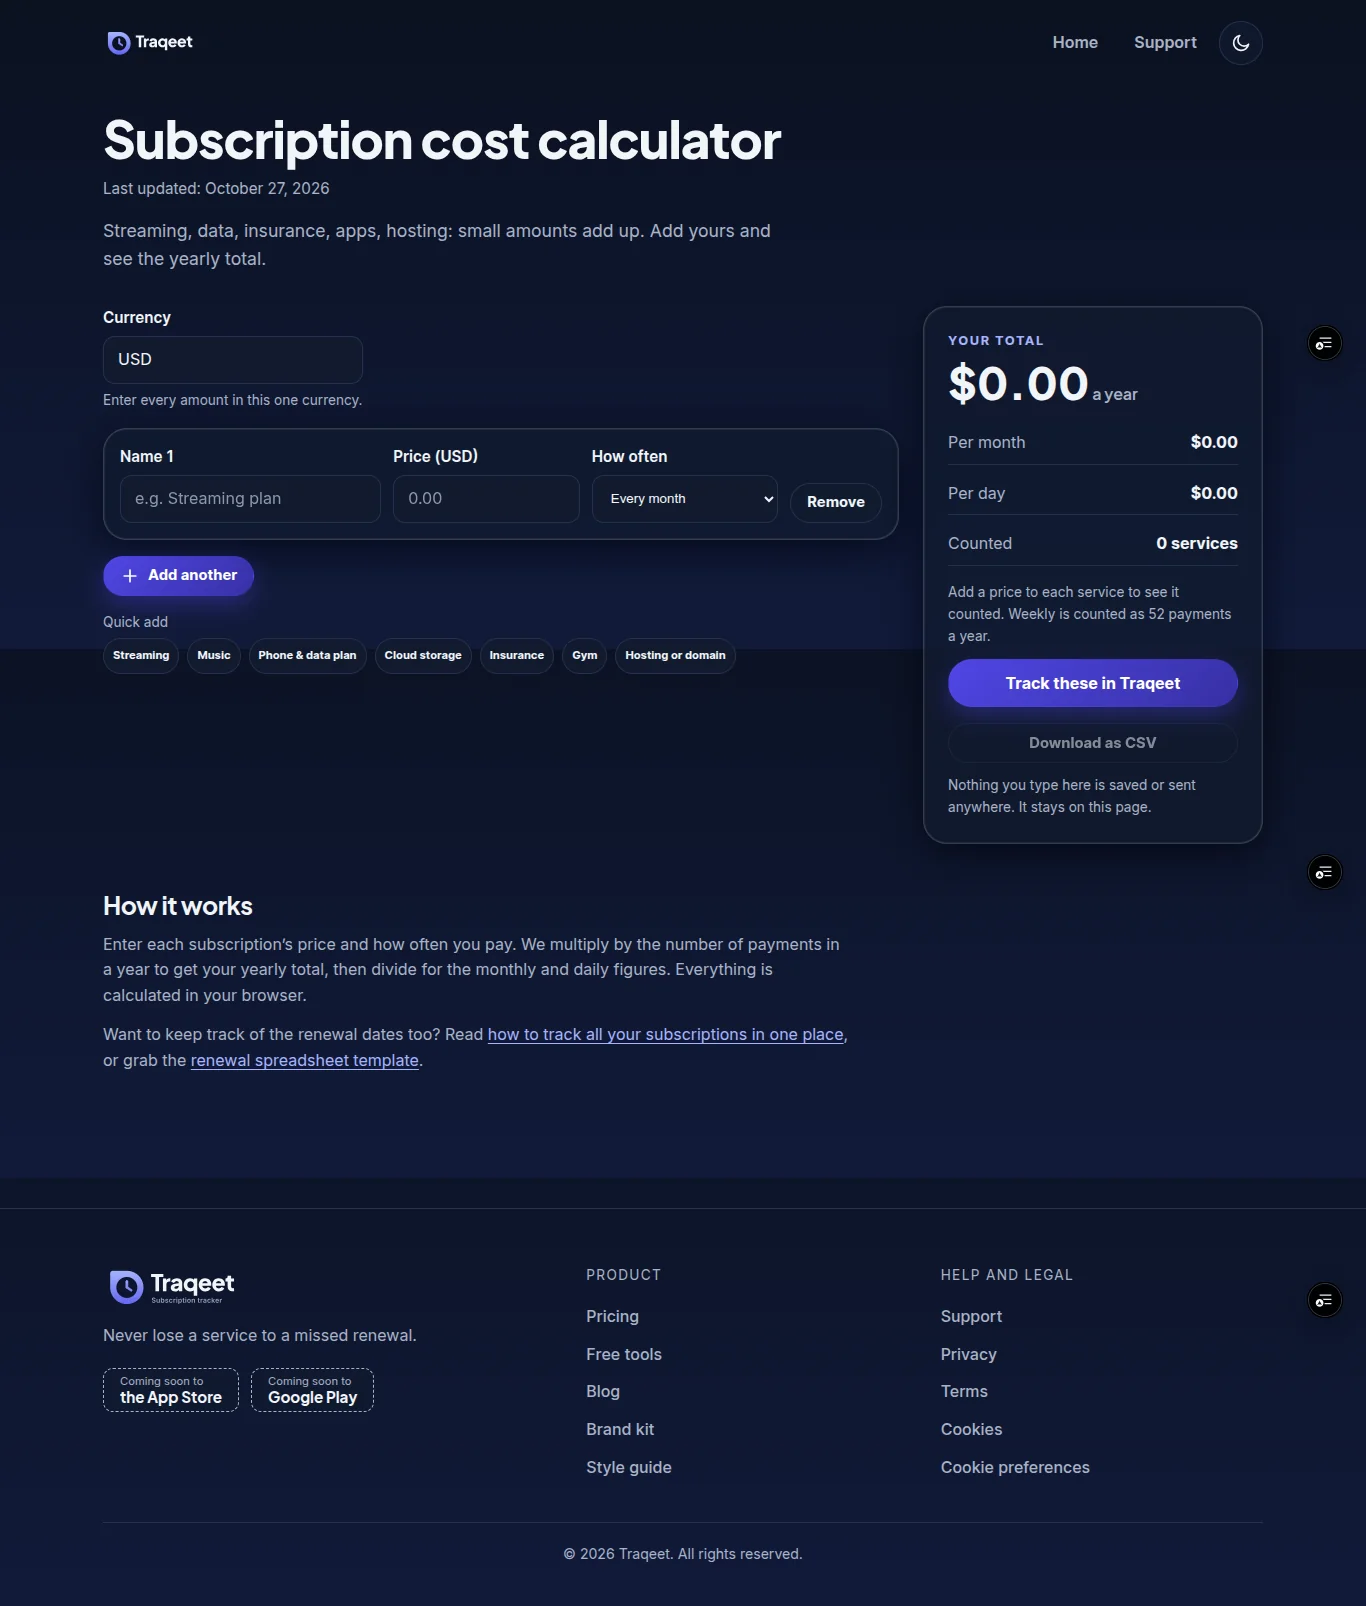 Traqeet
Home
Support
Subscription cost calculator
Last updated: October 27, 2026
Streaming, data, insurance, apps, hosting: small amounts add up. Add yours and
see the yearly total.
Currency
USD
Enter every amount in this one currency.
Name 1
Price (USD)
How often
e.g. Streaming plan
0.00
Every month
Remove
Add another
Quick add
Streaming
Music
Phone & data plan
Cloud storage
Insurance
Gym
Hosting or domain
YOUR TOTAL
$0.00 a year
Per month $0.00
Per day $0.00
Counted 0 services
Add a price to each service to see it
counted. Weekly is counted as 52 payments
a year.
Track these in Traqeet
Download as CSV
Nothing you type here is saved or sent
anywhere. It stays on this page.
How it works
Enter each subscription's price and how often you pay. We multiply by the number of payments in
a year to get your yearly total, then divide for the monthly and daily figures. Everything is
calculated in your browser.
Want to keep track of the renewal dates too? Read how to track all your subscriptions in one place,
or grab the renewal spreadsheet template.
Traqeet
Subscription tracker
Never lose a service to a missed renewal.
Coming soon to
the App Store
Coming soon to
Google Play
PRODUCT
Pricing
Free tools
Blog
Brand kit
Style guide
HELP AND LEGAL
Support
Privacy
Terms
Cookies
Cookie preferences
© 2026 Traqeet. All rights reserved.